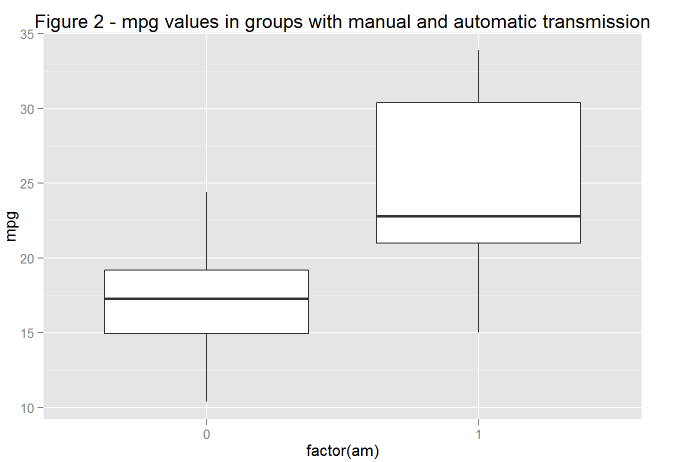 Figure 2 - mpg values in groups with manual and automatic transmission
35
30
25
20
15
10
mpg
0 1
factor(am)